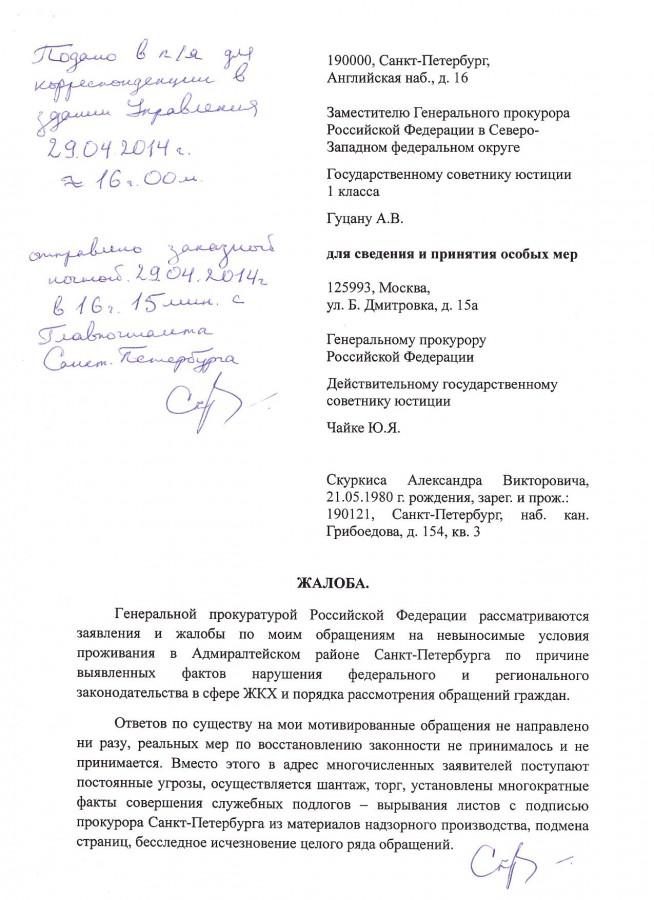 Подано в п/я для
корреспонденции в
здании Управления
29.04.2014 г.
≈ 16 ч. 00 м.
отправлено заказной
почтой 29.04.2014г
в 16 ч. 15 мин. с
Главпочтамта
Санкт-Петербурга
190000, Санкт-Петербург,
Английская наб., д. 16
Заместителю Генерального прокурора
Российской Федерации в Северо-
Западном федеральном округе
Государственному советнику юстиции
1 класса
Гуцану А.В.
для сведения и принятия особых мер
125993, Москва,
ул. Б. Дмитровка, д. 15а
Генеральному прокурору
Российской Федерации
Действительному государственному
советнику юстиции
Чайке Ю.Я.
Скуркиса Александра Викторовича,
21.05.1980 г. рождения, зарег. и прож.:
190121, Санкт-Петербург, наб. кан.
Грибоедова, д. 154, кв. 3
ЖАЛОБА.
Генеральной прокуратурой Российской Федерации рассматриваются
заявления и жалобы по моим обращениям на невыносимые условия
проживания в Адмиралтейском районе Санкт-Петербурга по причине
выявленных фактов нарушения федерального и регионального
законодательства в сфере ЖКХ и порядка рассмотрения обращений граждан.
Ответов по существу на мои мотивированные обращения не направлено
ни разу, реальных мер по восстановлению законности не принималось и не
принимается. Вместо этого в адрес многочисленных заявителей поступают
постоянные угрозы, осуществляется шантаж, торг, установлены многократные
факты совершения служебных подлогов – вырывания листов с подписью
прокурора Санкт-Петербурга из материалов надзорного производства, подмена
страниц, бесследное исчезновение целого ряда обращений.